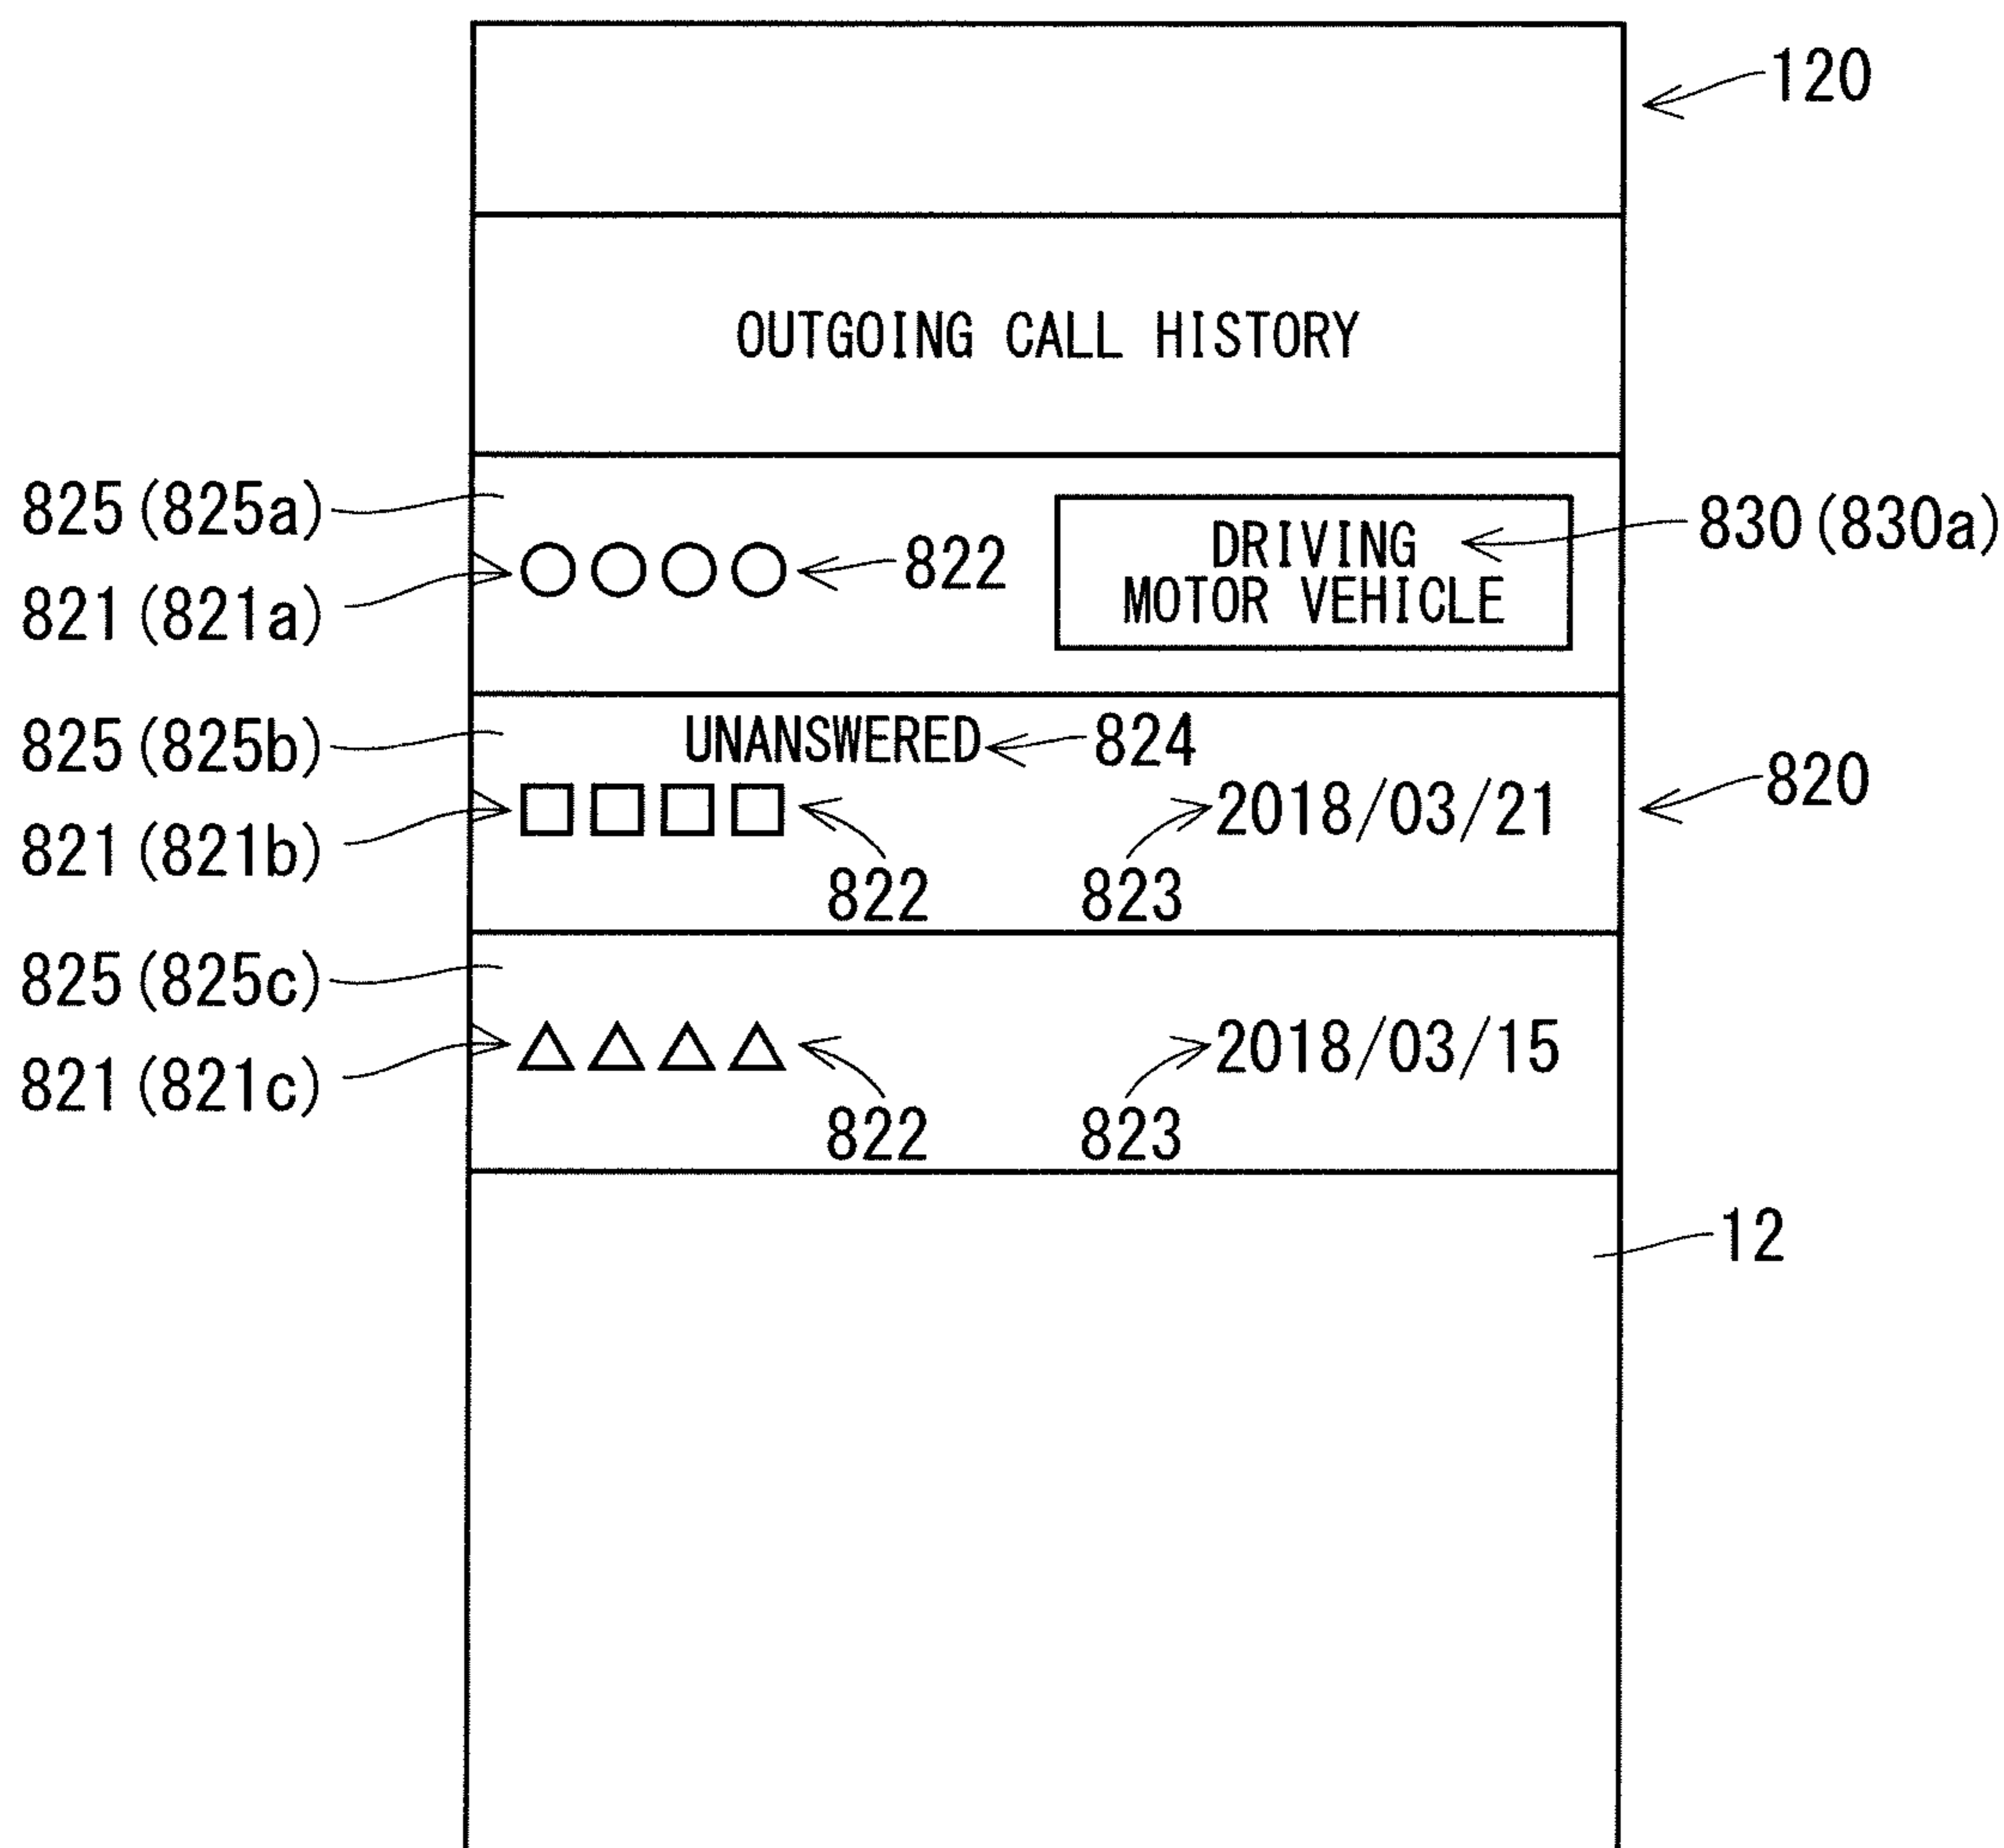 120
OUTGOING CALL HISTORY
825 (825a)
821 (821a)
○○○○
822
DRIVING
MOTOR VEHICLE
830 (830a)
825 (825b)
UNANSWERED
824
821 (821b)
□□□□
822
2018/03/21
823
820
825 (825c)
821 (821c)
△△△△
822
2018/03/15
823
12